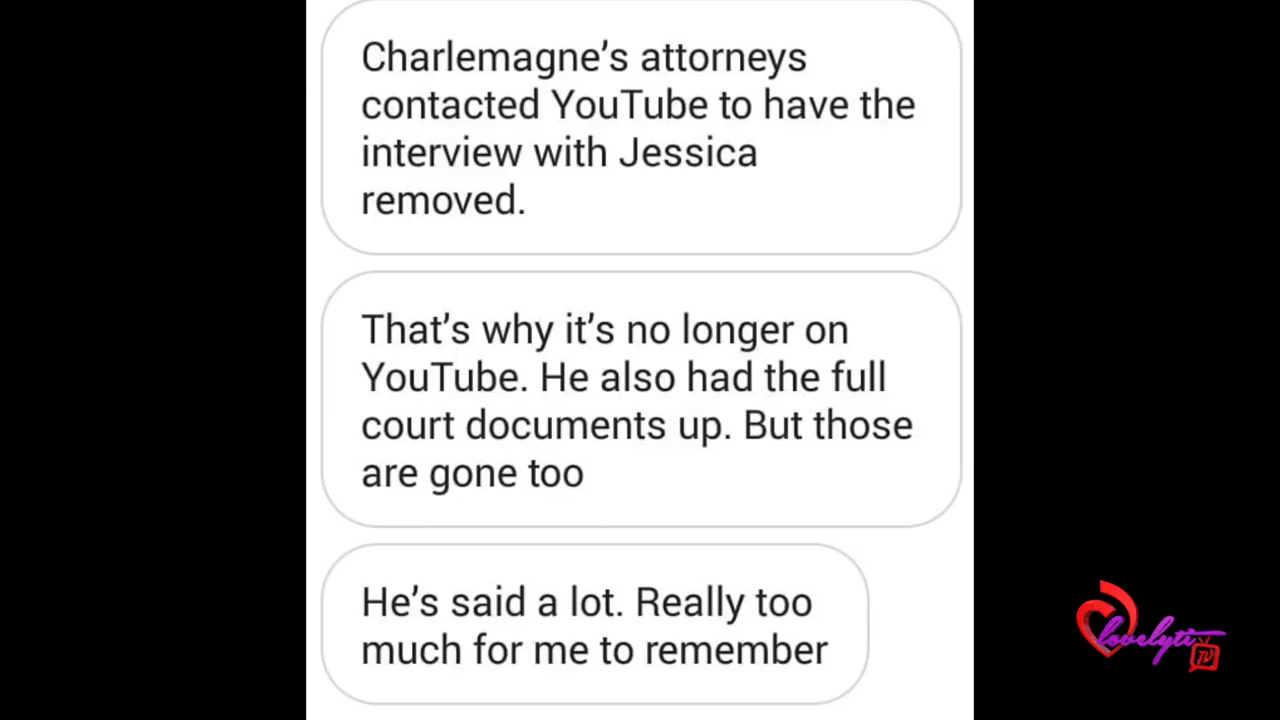 Charlemagne’s attorneys
contacted YouTube to have the
interview with Jessica
removed.
That’s why it’s no longer on
YouTube. He also had the full
court documents up. But those
are gone too
He’s said a lot. Really too
much for me to remember
lovelyti
TV